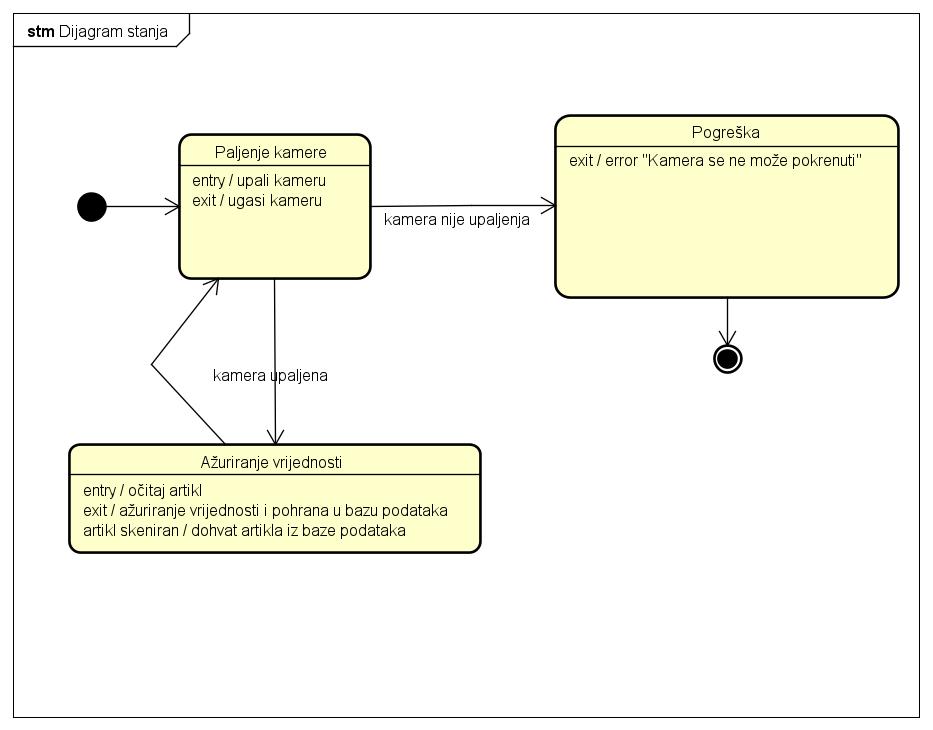 stm Dijagram stanja
Paljenje kamere
entry / upali kameru
exit / ugasi kameru
kamera nije upaljenja
Pogreška
exit / error "Kamera se ne može pokrenuti"
kamera upaljena
Ažuriranje vrijednosti
entry / očitaj artikl
exit / ažuriranje vrijednosti i pohrana u bazu podataka
artikl skeniran / dohvat artikla iz baze podataka